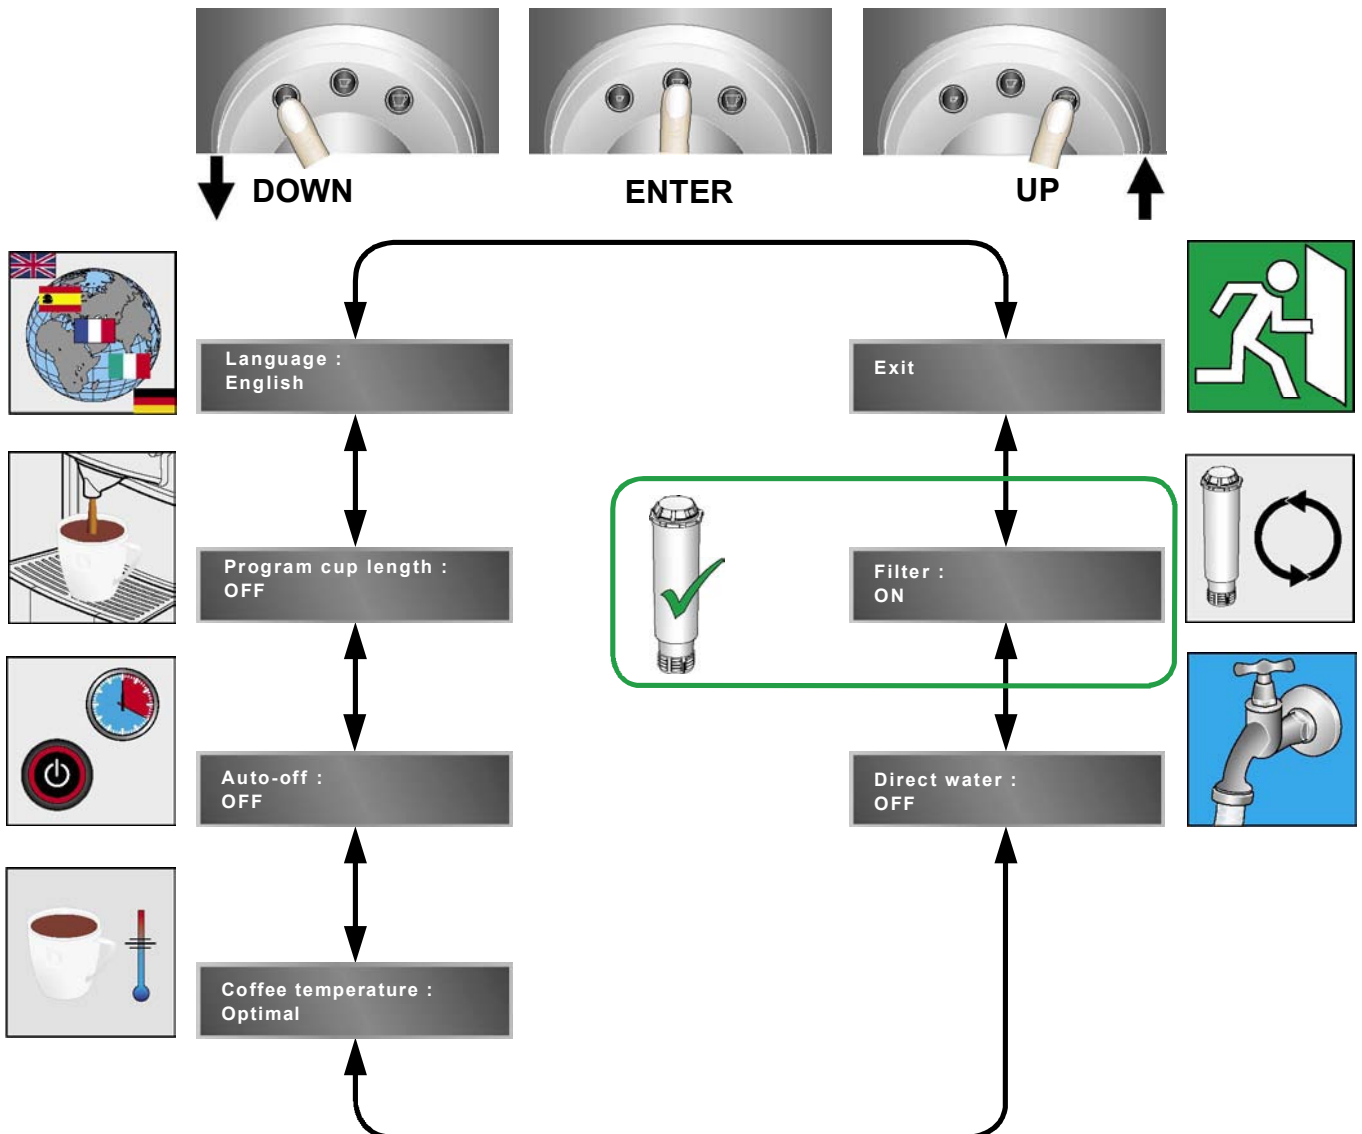 DOWN
ENTER
UP
Language :
English
Exit
Program cup length :
OFF
Filter :
ON
Auto-off :
OFF
Direct water :
OFF
Coffee temperature :
Optimal